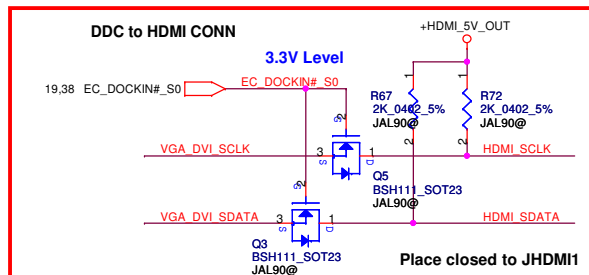 DDC to HDMI CONN
+HDMI_5V_OUT
3.3V Level
19,38 EC_DOCKIN#_S0
EC_DOCKIN#_S0
1
1
R67
2K_0402_5%
JAL90@
R72
2K_0402_5%
JAL90@
2
G
2
2
VGA_DVI_SCLK
3
S
1
D
HDMI_SCLK
Q5
BSH111_SOT23
JAL90@
2
G
VGA_DVI_SDATA
3
S
1
D
HDMI_SDATA
Q3
BSH111_SOT23
JAL90@
Place closed to JHDMI1